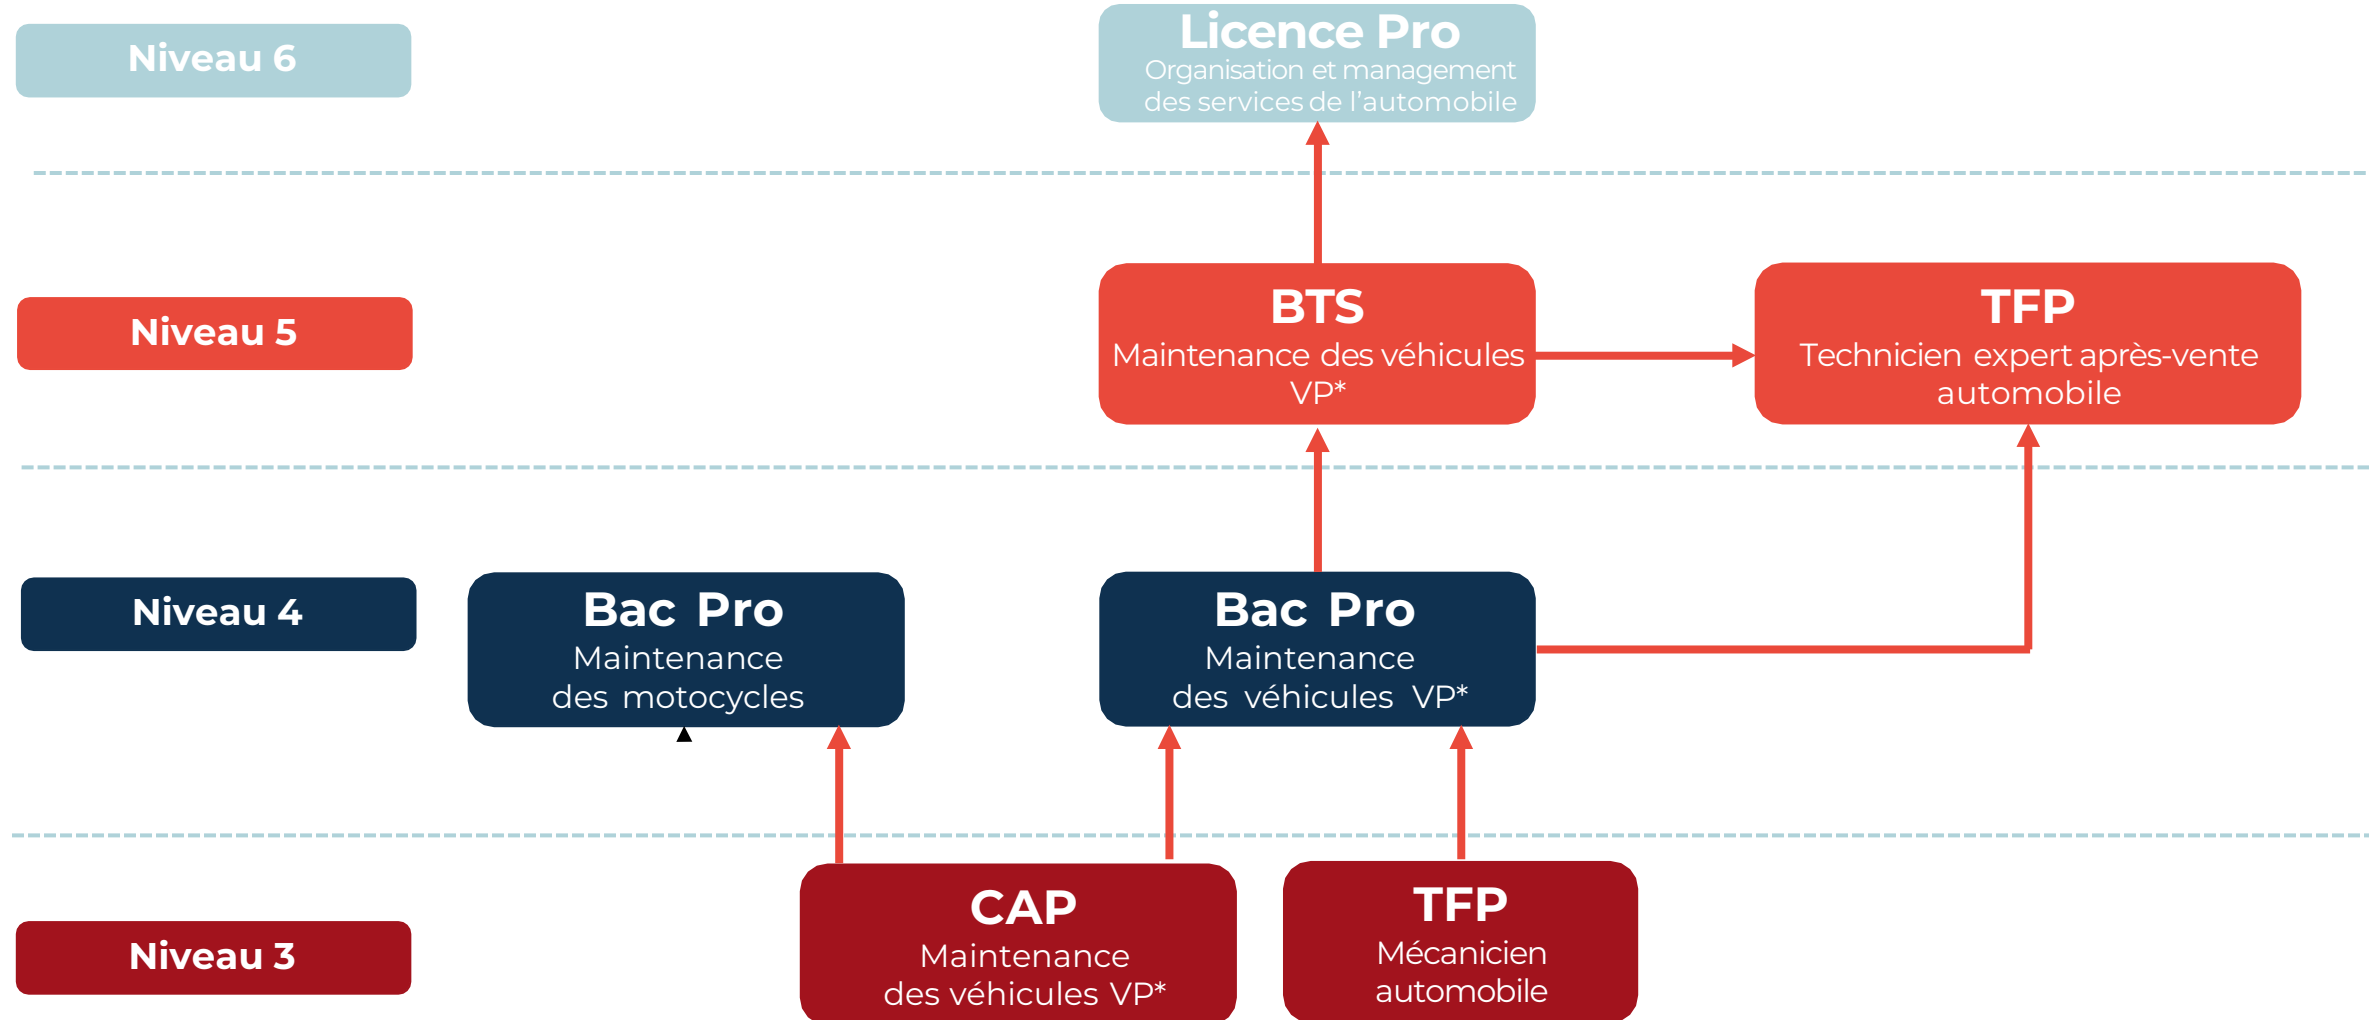 Niveau 6
Licence Pro
Organisation et management
des services de l'automobile
Niveau 5
BTS
Maintenance des véhicules
VP*
TFP
Technicien expert après-vente
automobile
Niveau 4
Bac Pro
Maintenance
des motocycles
Bac Pro
Maintenance
des véhicules VP*
Niveau 3
CAP
Maintenance
des véhicules VP*
TFP
Mécanicien
automobile